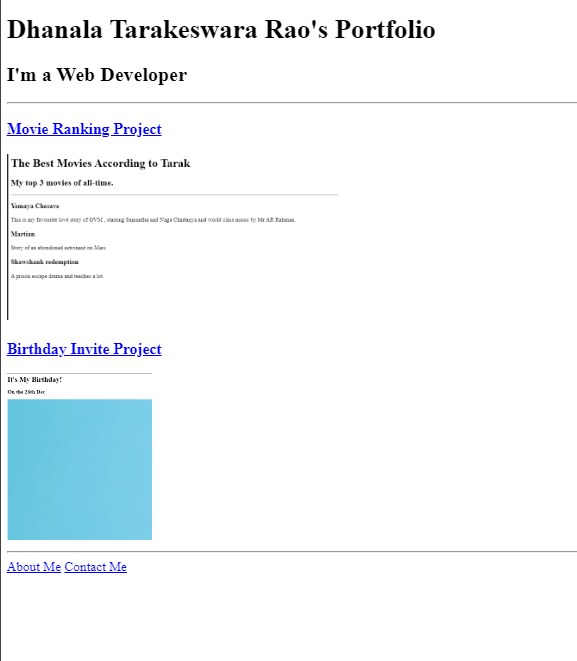 Dhanala Tarakeswara Rao's Portfolio
I'm a Web Developer
Movie Ranking Project
The Best Movies According to Tarak
My top 3 movies of all-time.
Yemaya Chesave
This is my favourite love story of GVM , starring Samantha and Naga Chaitanya and world class music by Mr AR Rahman.
Martian
Story of an abandoned astronaut on Mars
Shawshank redemption
A prison escape drama and teaches a lot.
Birthday Invite Project
It's My Birthday!
On the 26th Dec
About Me Contact Me